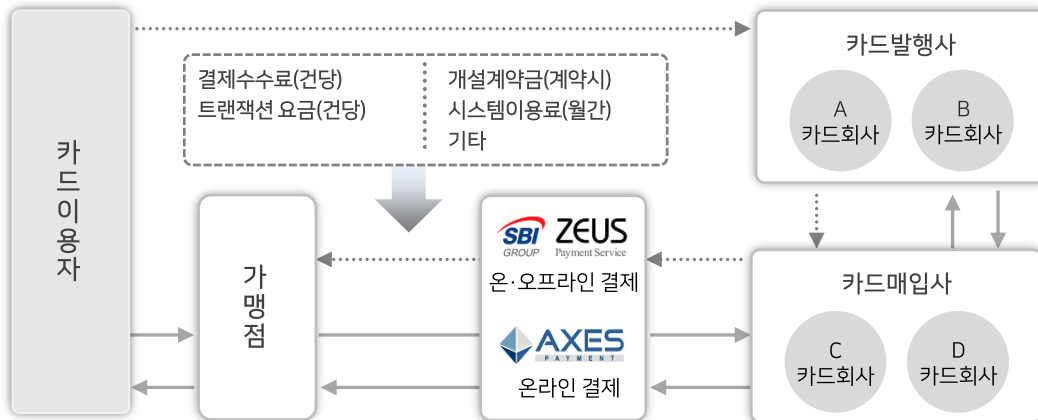 카드이용자
결제수수료(건당)
트랜잭션 요금(건당)
개설계약금(계약시)
시스템이용료(월간)
기타
카드발행사
A
카드회사
B
카드회사
가맹점
SBI
GROUP
ZEUS
Payment Service
온·오프라인 결제
AXES
PAYMENT
온라인 결제
카드매입사
C
카드회사
D
카드회사